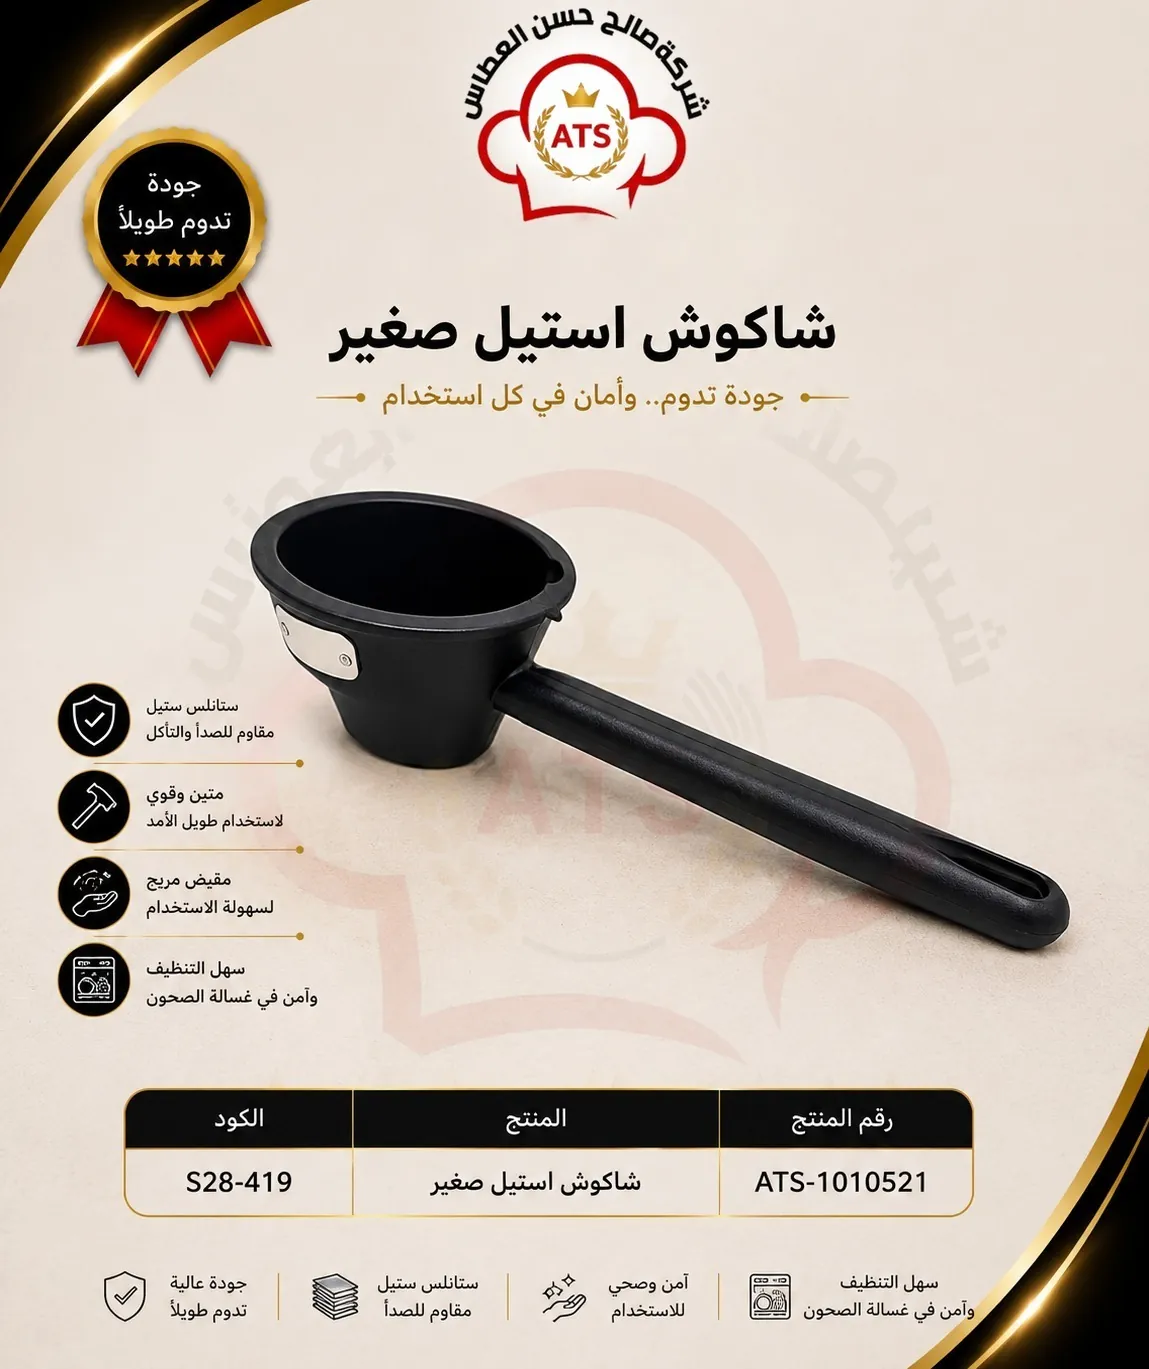 شركة صالح حسن العطاس
ATS
جودة
تدوم طويلاً
شاكوش استيل صغير
جودة تدوم.. وأمان في كل استخدام
ستانلس ستيل
مقاوم للصدأ والتآكل
متين وقوي
لاستخدام طويل الأمد
مقيض مريح
لسهولة الاستخدام
سهل التنظيف
وآمن في غسالة الصحون
ATS
رقم المنتج المنتج الكود
ATS-1010521 شاكوش استيل صغير S28-419
سهل التنظيف
وآمن في غسالة الصحون
آمن وصحي
للاستخدام
ستانلس ستيل
مقاوم للصدأ
جودة عالية
تدوم طويلاً